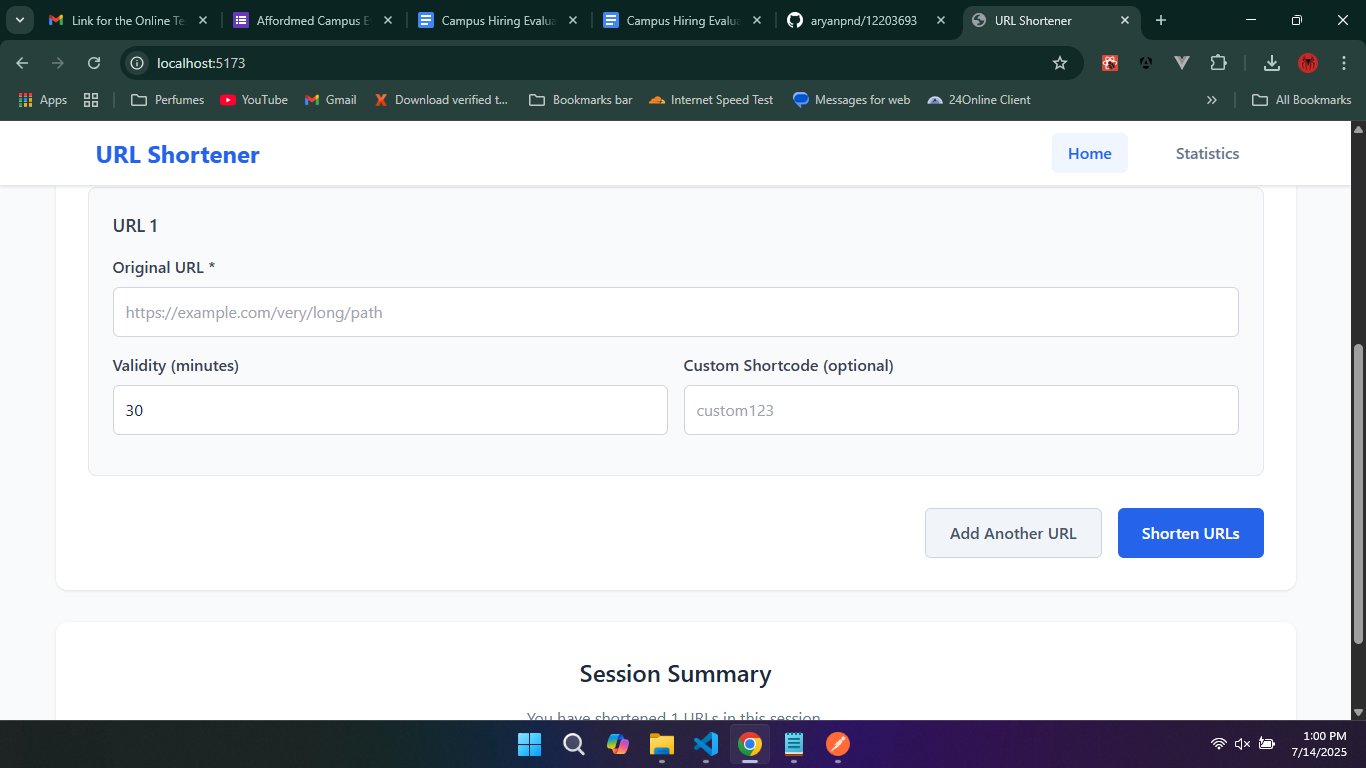 Link for the Online Te
Affordmed Campus E
Campus Hiring Evalua
Campus Hiring Evalua
aryanpnd/12203693
URL Shortener
localhost:5173
Apps
Perfumes
YouTube
Gmail
Download verified t...
Bookmarks bar
Internet Speed Test
Messages for web
24Online Client
All Bookmarks
URL Shortener
Home
Statistics
URL 1
Original URL *
https://example.com/very/long/path
Validity (minutes)
Custom Shortcode (optional)
30
custom123
Add Another URL
Shorten URLs
Session Summary
You have shortened 1 URLs in this session
1:00 PM
7/14/2025